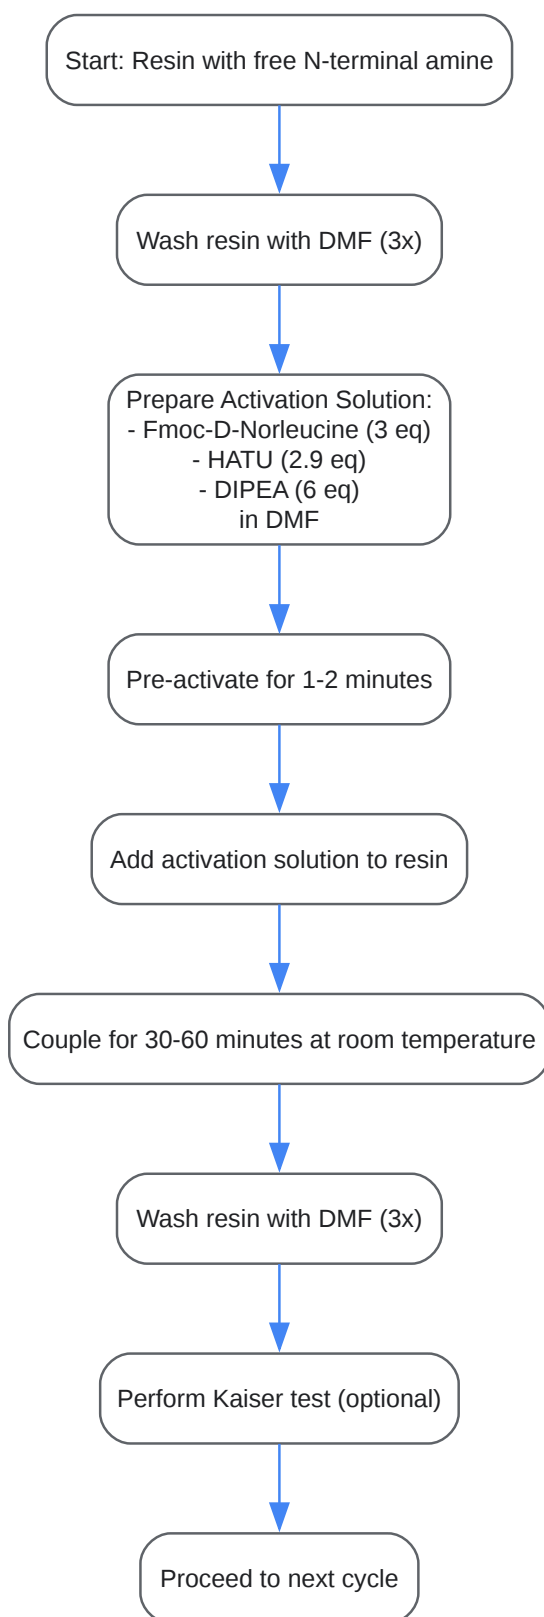 Start: Resin with free N-terminal amine
Wash resin with DMF (3x)
Prepare Activation Solution:
- Fmoc-D-Norleucine (3 eq)
- HATU (2.9 eq)
- DIPEA (6 eq)
in DMF
Pre-activate for 1-2 minutes
Add activation solution to resin
Couple for 30-60 minutes at room temperature
Wash resin with DMF (3x)
Perform Kaiser test (optional)
Proceed to next cycle